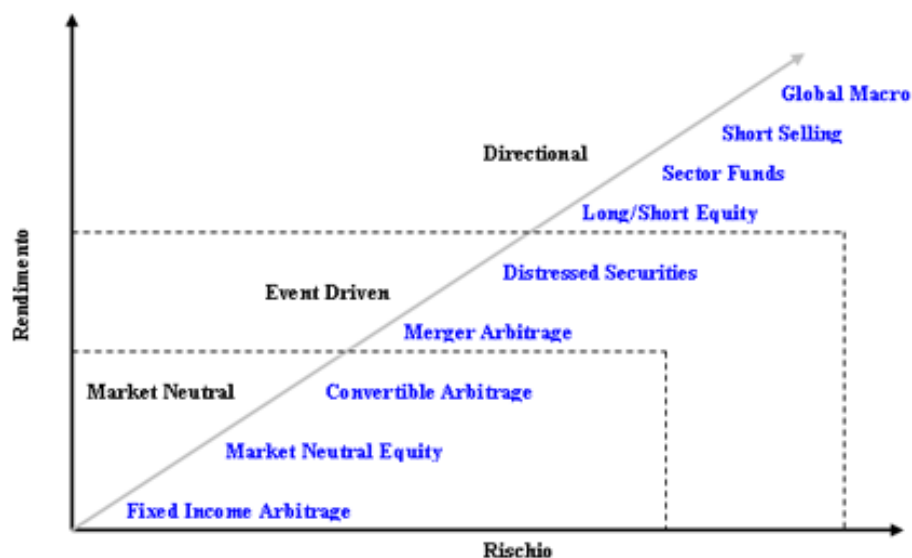 Global Macro
Short Selling
Directional
Sector Funds
Long/Short Equity
Rendimento
Distressed Securities
Event Driven
Merger Arbitrage
Market Neutral
Convertible Arbitrage
Market Neutral Equity
Fixed Income Arbitrage
Rischio